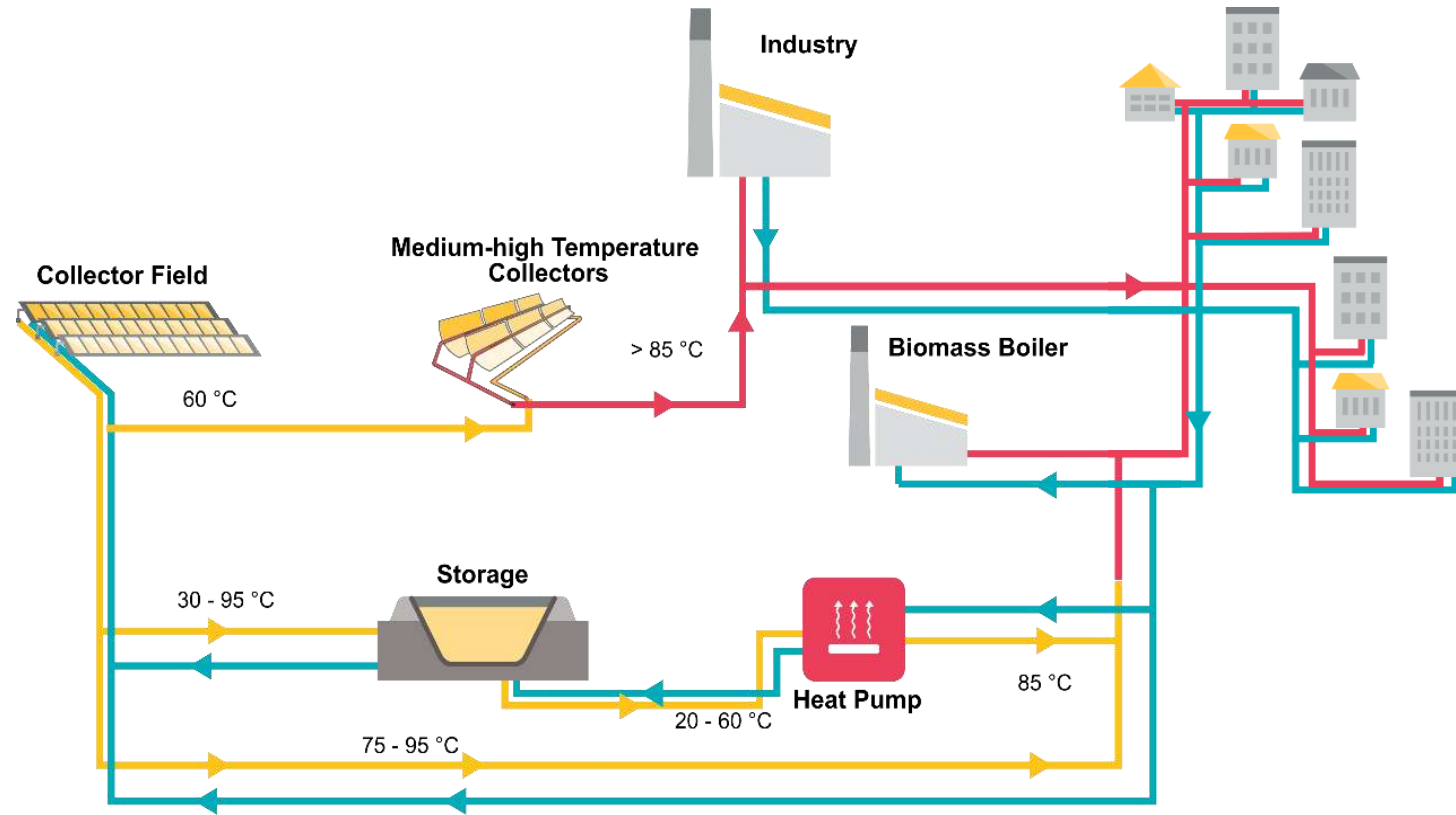 Industry
Medium-high Temperature
Collectors
Collector Field
> 85 °C
Biomass Boiler
60 °C
Storage
30 - 95 °C
85 °C
Heat Pump
20 - 60 °C
75 - 95 °C